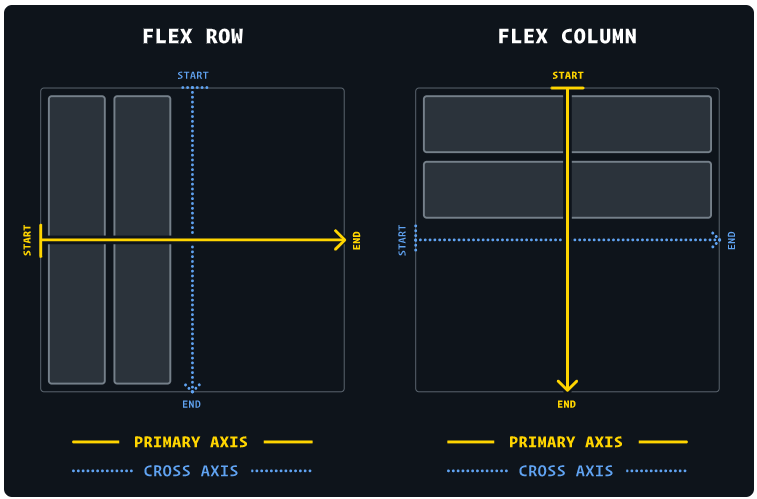 FLEX ROW
START
START
END
END
PRIMARY AXIS
CROSS AXIS
FLEX COLUMN
START
START
END
END
PRIMARY AXIS
CROSS AXIS